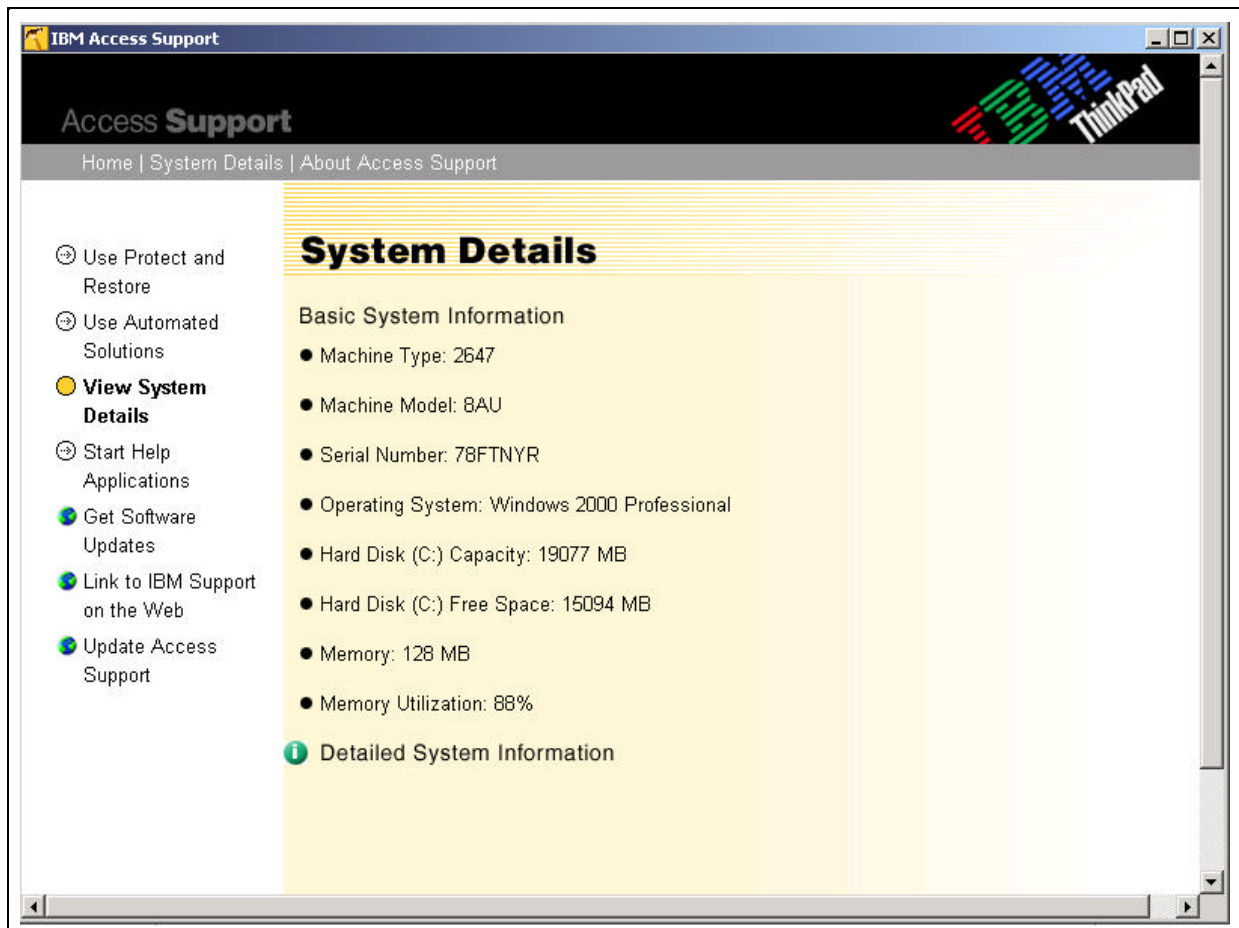 IBM Access Support
IBM
ThinkPad
Access Support
Home | System Details | About Access Support
Use Protect and
Restore
Use Automated
Solutions
View System
Details
Start Help
Applications
Get Software
Updates
Link to IBM Support
on the Web
Update Access
Support
System Details
Basic System Information
Machine Type: 2647
Machine Model: 8AU
Serial Number: 78FTNYR
Operating System: Windows 2000 Professional
Hard Disk (C:) Capacity: 19077 MB
Hard Disk (C:) Free Space: 15094 MB
Memory: 128 MB
Memory Utilization: 88%
i Detailed System Information